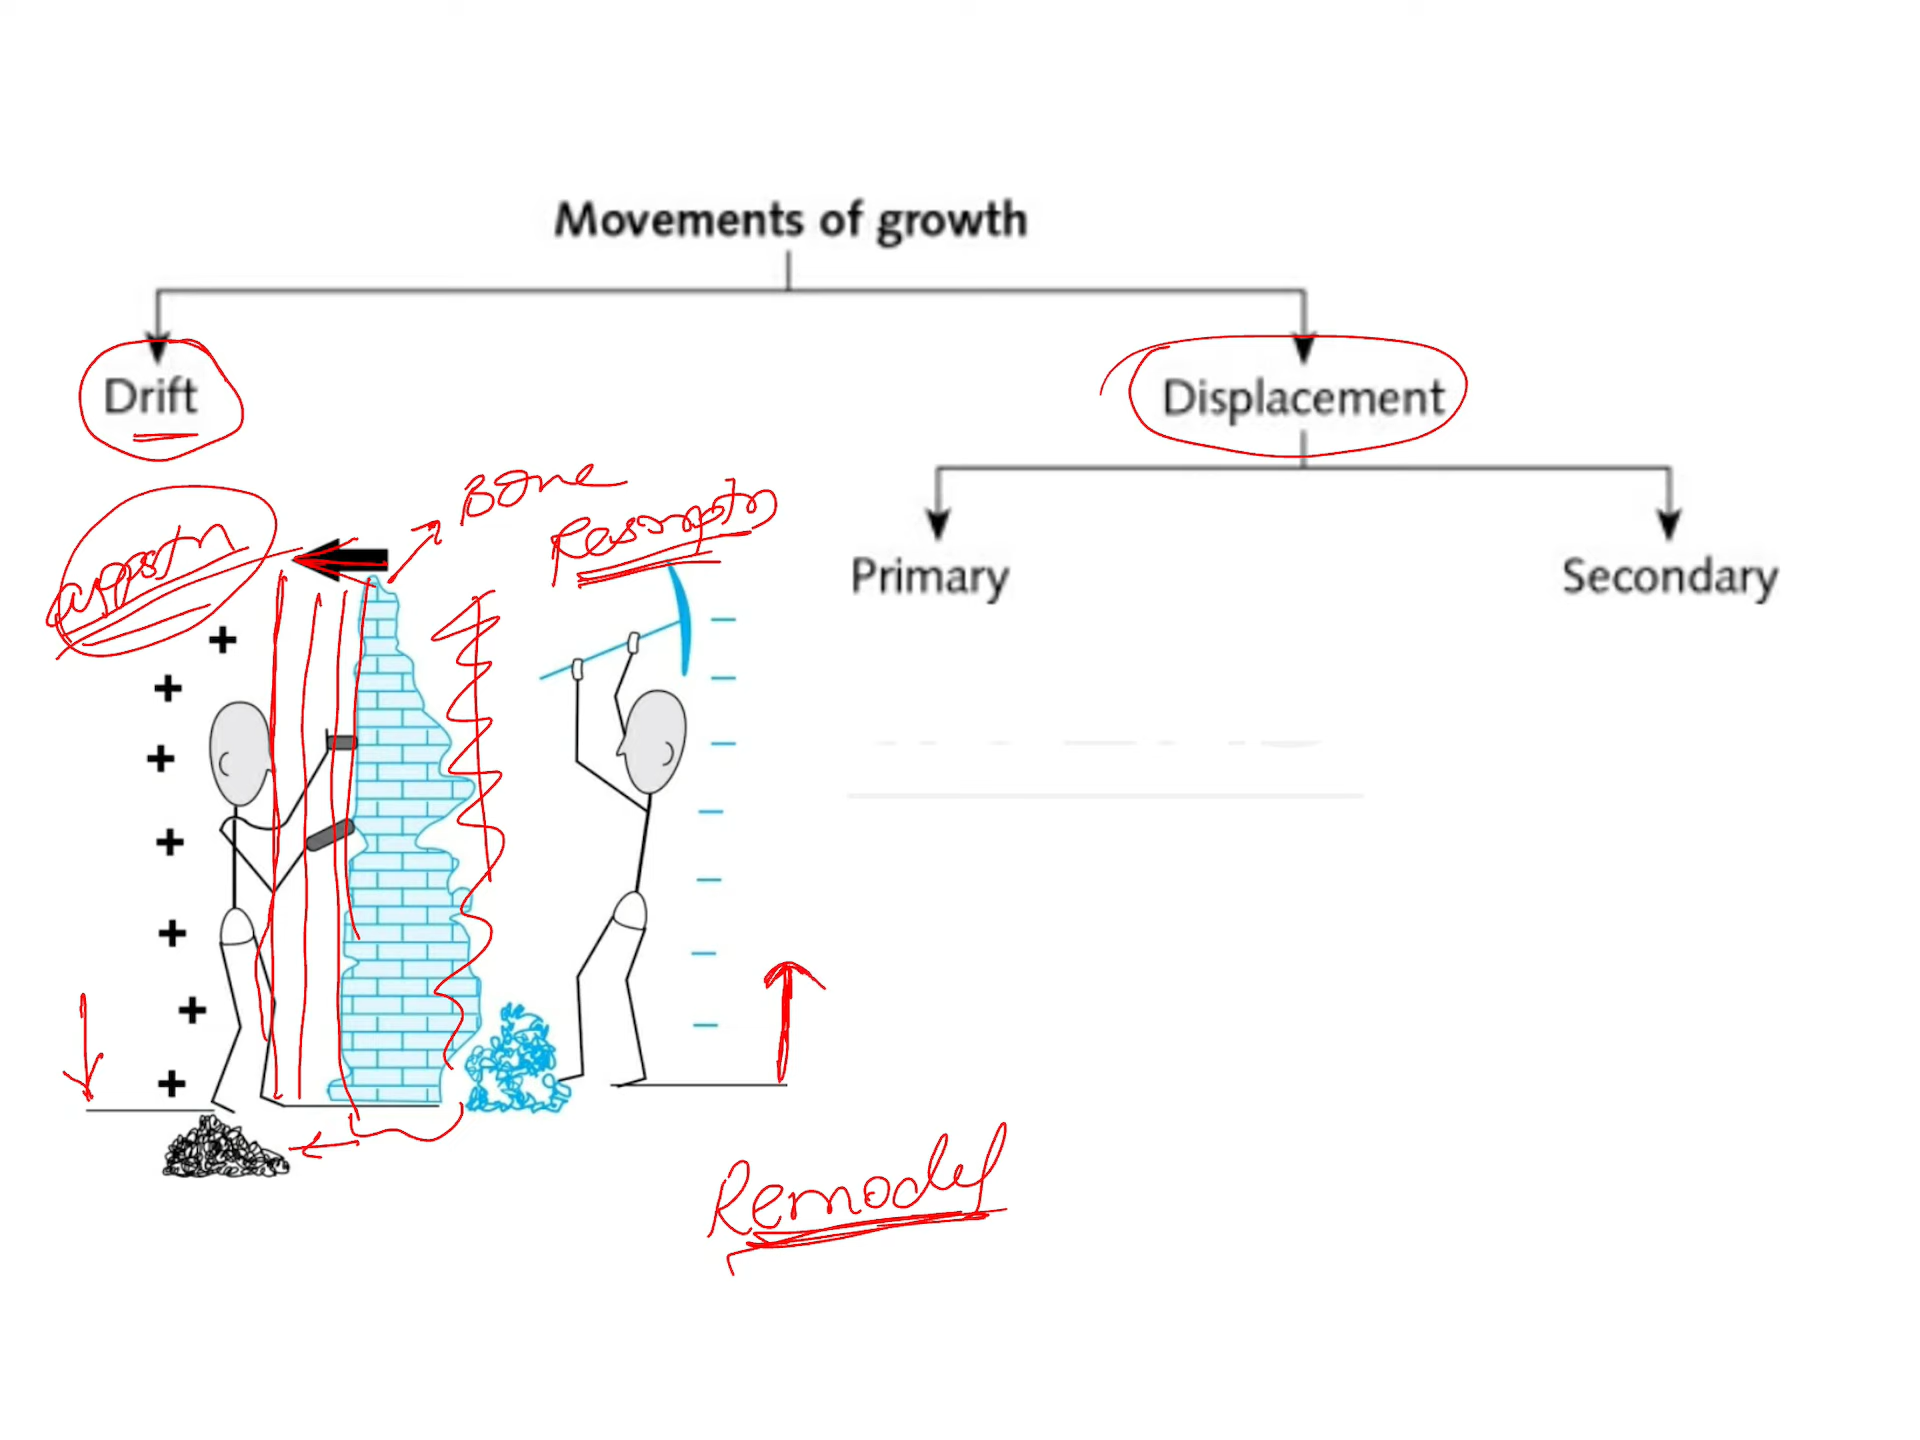 Movements of growth
Drift
Displacement
Bone
Primary
Secondary
Remodel